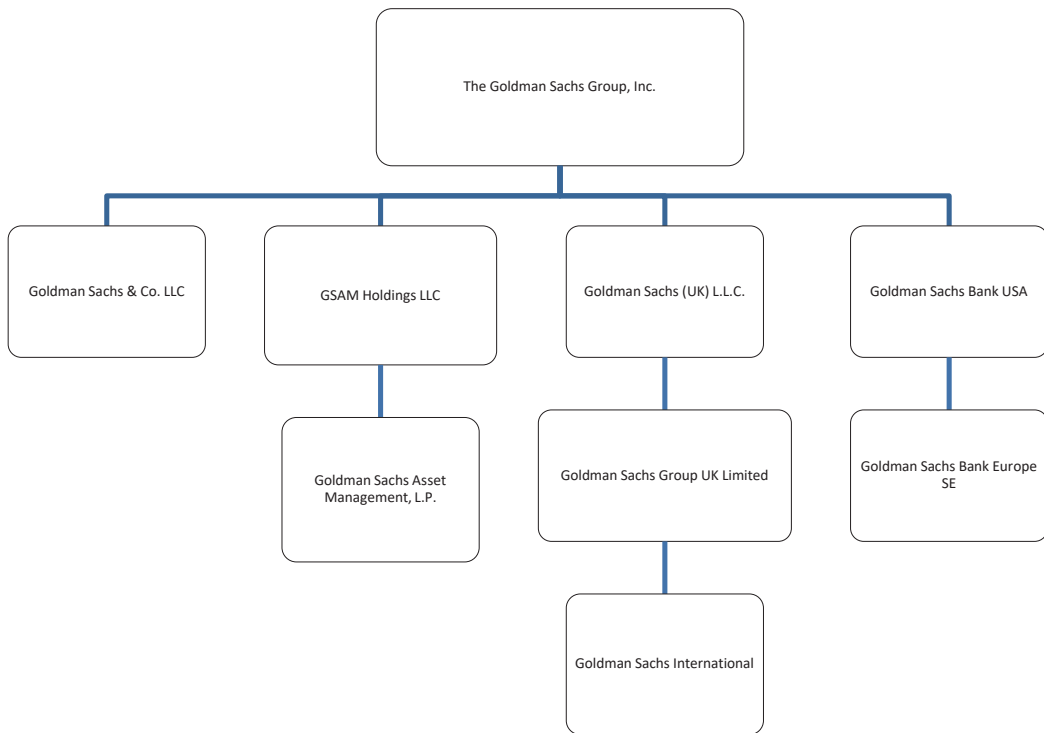 The Goldman Sachs Group, Inc.
Goldman Sachs & Co. LLC
GSAM Holdings LLC
Goldman Sachs (UK) L.L.C.
Goldman Sachs Bank USA
Goldman Sachs Asset
Management, L.P.
Goldman Sachs Group UK Limited
Goldman Sachs Bank Europe
SE
Goldman Sachs International